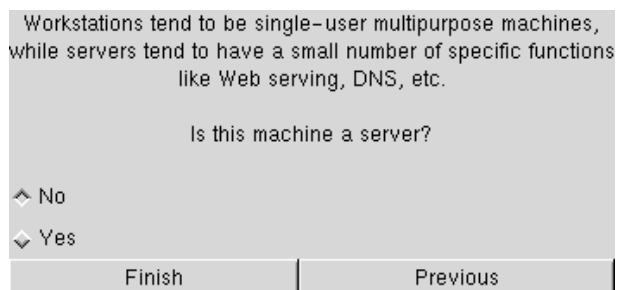 Workstations tend to be single-user multipurpose machines,
while servers tend to have a small number of specific functions
like Web serving, DNS, etc.
Is this machine a server?
No
Yes
Finish
Previous